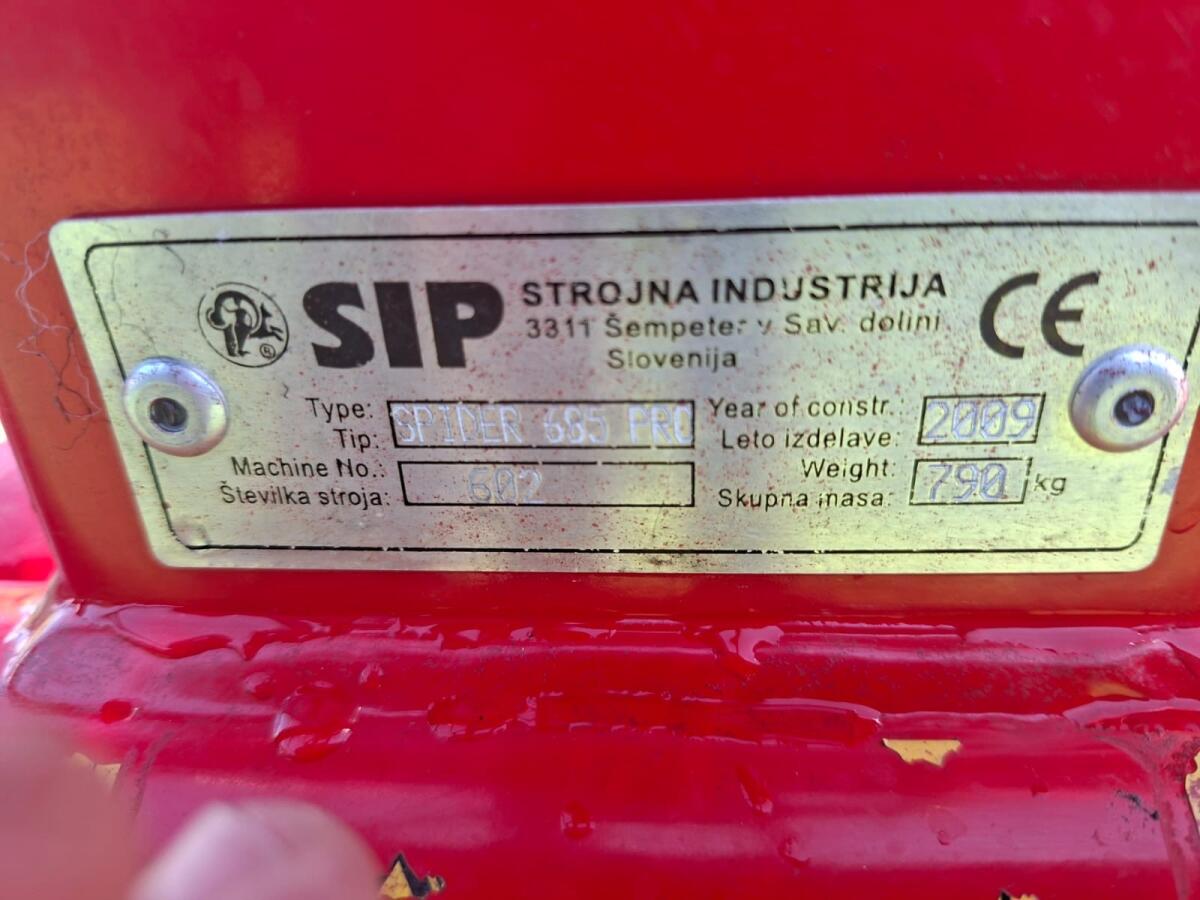 SIP STROJNA INDUSTRIJA CE
3311 Šempeter v Sav. dolini
Slovenija
®
Type: SPIDER 685 PRO Year of constr.: 2009
Tip: Leto izdelave:
Machine No.: 602 Weight: 790 kg
Številka stroja: Skupna masa: